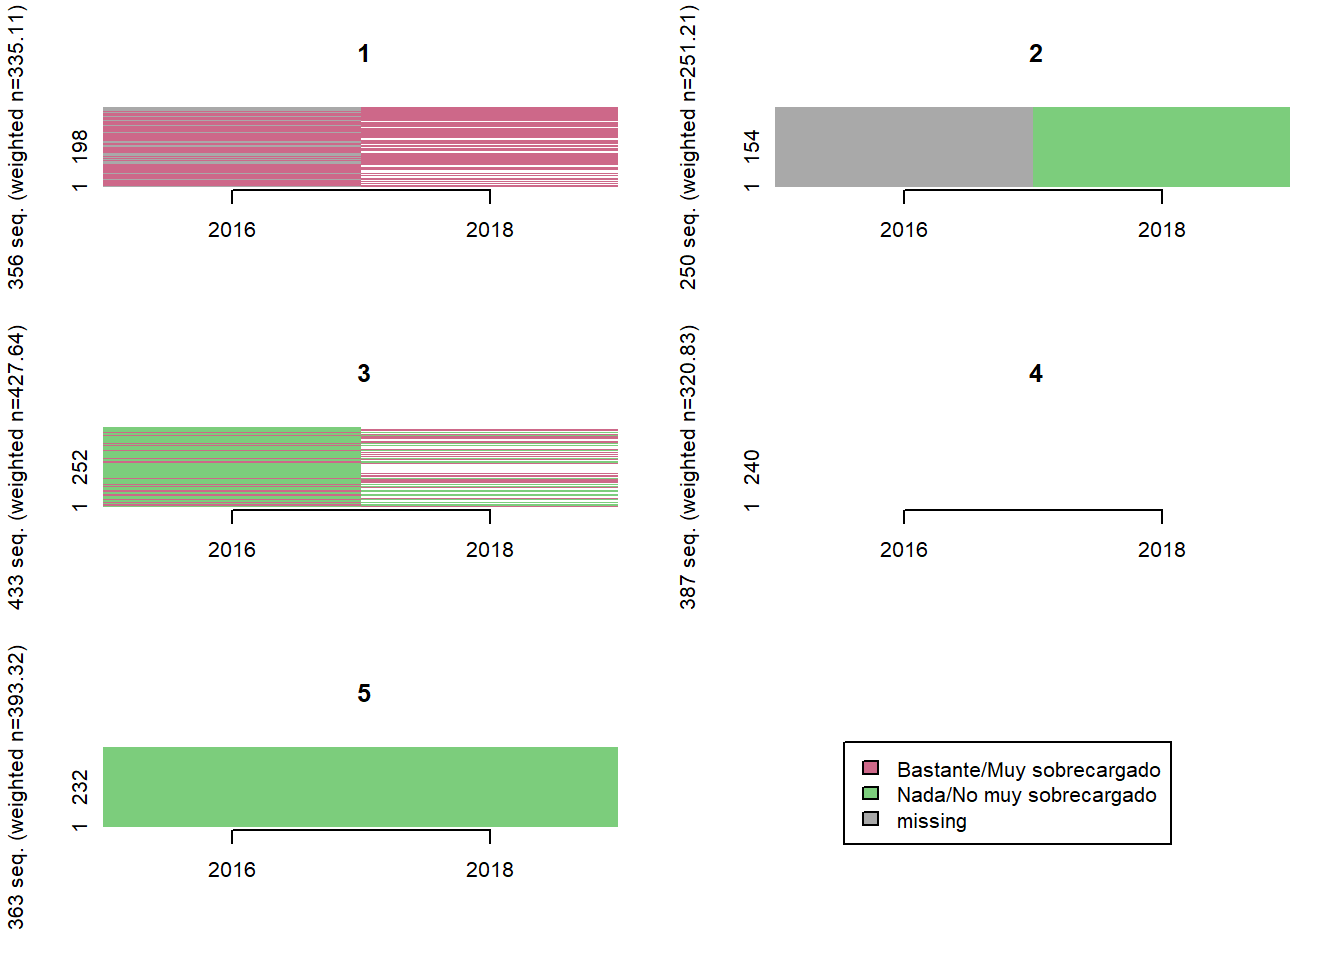 1
356 seq. (weighted n=335.11)
1 198
2016 2018
2
250 seq. (weighted n=251.21)
1 154
2016 2018
3
433 seq. (weighted n=427.64)
1 252
2016 2018
4
387 seq. (weighted n=320.83)
1 240
2016 2018
5
363 seq. (weighted n=393.32)
1 232
2016 2018
Bastante/Muy sobrecargado
Nada/No muy sobrecargado
missing